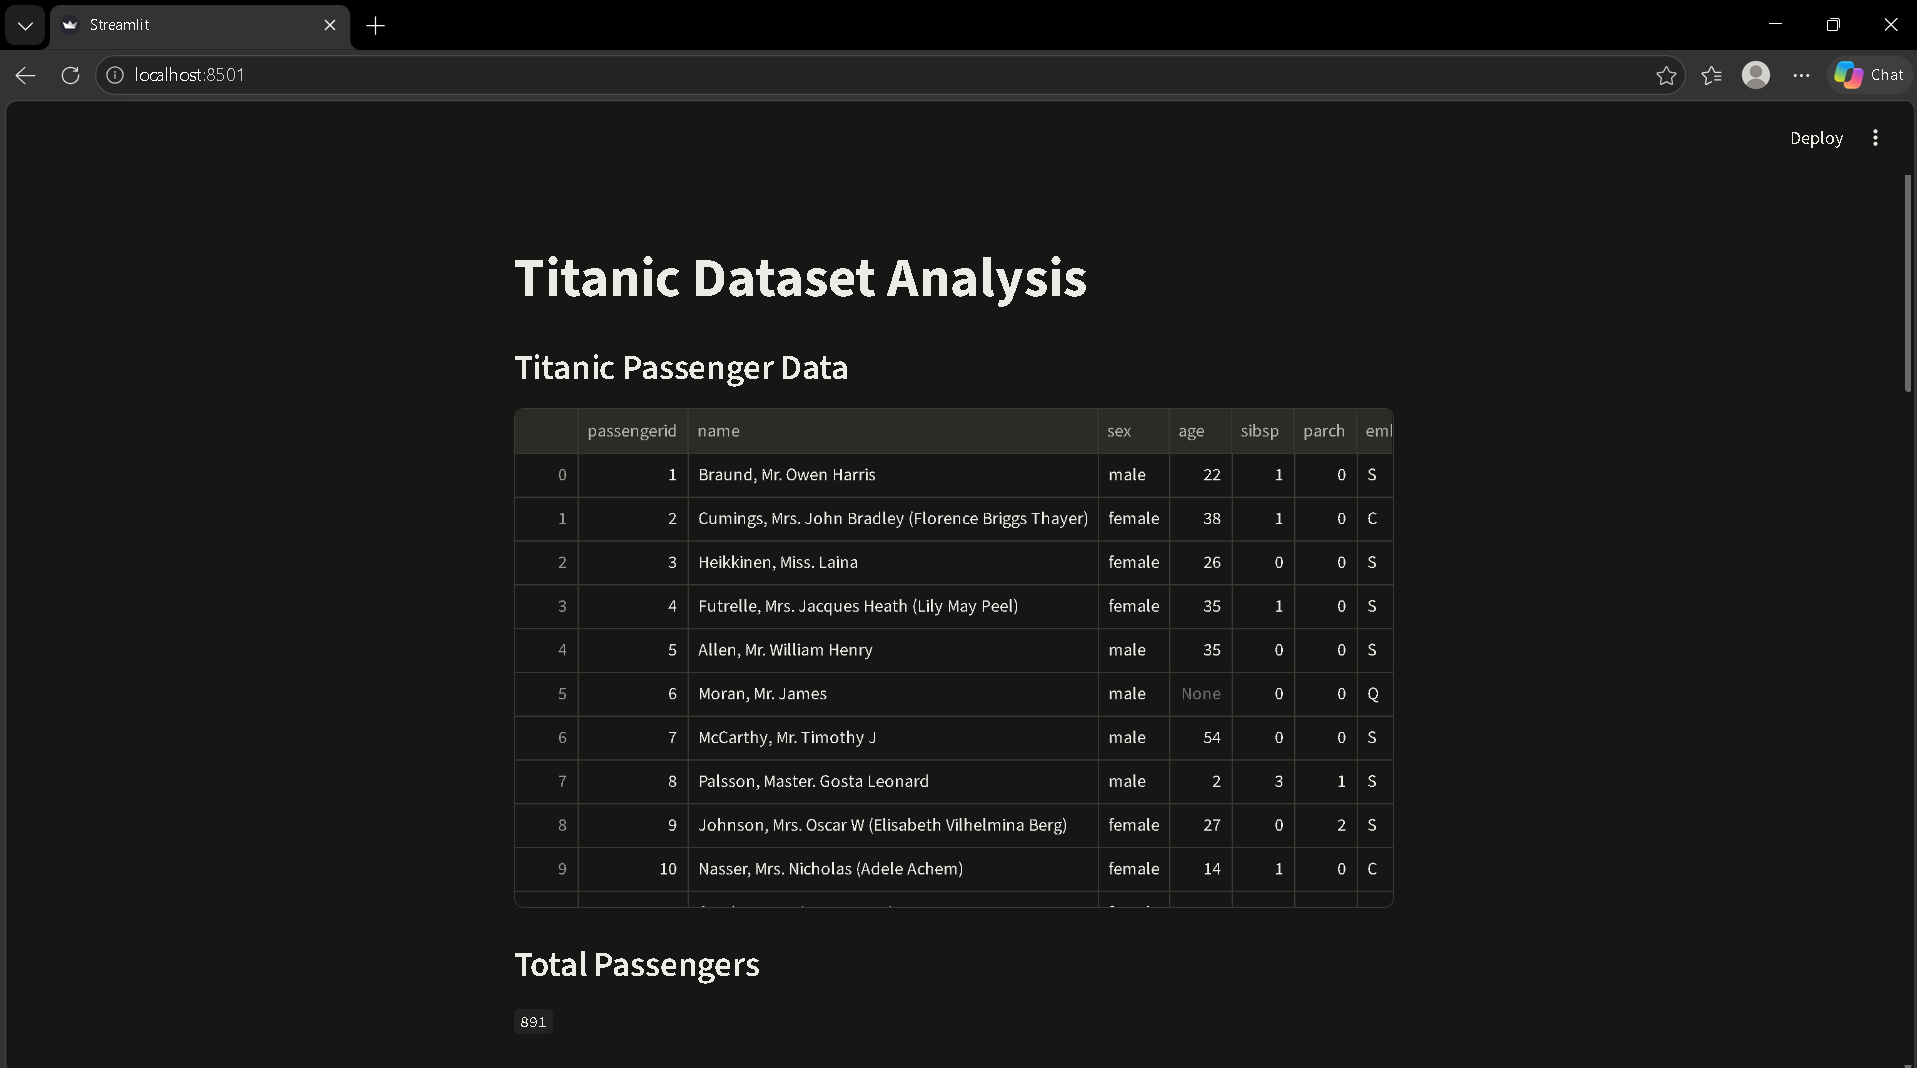 Streamlit
localhost:8501
Chat
Deploy
Titanic Dataset Analysis
Titanic Passenger Data
passengerid name sex age sibsp parch eml
0 1 Braund, Mr. Owen Harris male 22 1 0 S
1 2 Cumings, Mrs. John Bradley (Florence Briggs Thayer) female 38 1 0 C
2 3 Heikkinen, Miss. Laina female 26 0 0 S
3 4 Futrelle, Mrs. Jacques Heath (Lily May Peel) female 35 1 0 S
4 5 Allen, Mr. William Henry male 35 0 0 S
5 6 Moran, Mr. James male None 0 0 Q
6 7 McCarthy, Mr. Timothy J male 54 0 0 S
7 8 Palsson, Master. Gosta Leonard male 2 3 1 S
8 9 Johnson, Mrs. Oscar W (Elisabeth Vilhelmina Berg) female 27 0 2 S
9 10 Nasser, Mrs. Nicholas (Adele Achem) female 14 1 0 C
Total Passengers
891